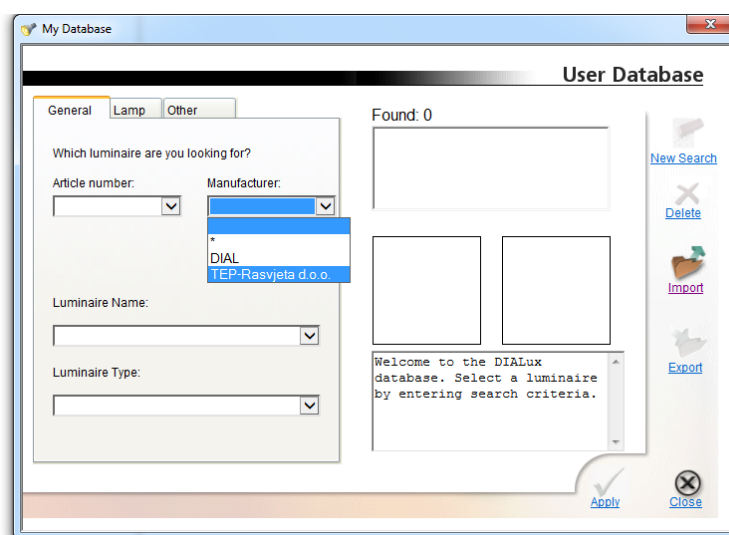 My Database
User Database
General Lamp Other
Which luminaire are you looking for?
Article number: Manufacturer:
*
DIAL
TEP-Rasvjeta d.o.o.
Luminaire Name:
Luminaire Type:
Found: 0
Welcome to the DIALux
database. Select a luminaire
by entering search criteria.
New Search
Delete
Import
Export
Apply
Close